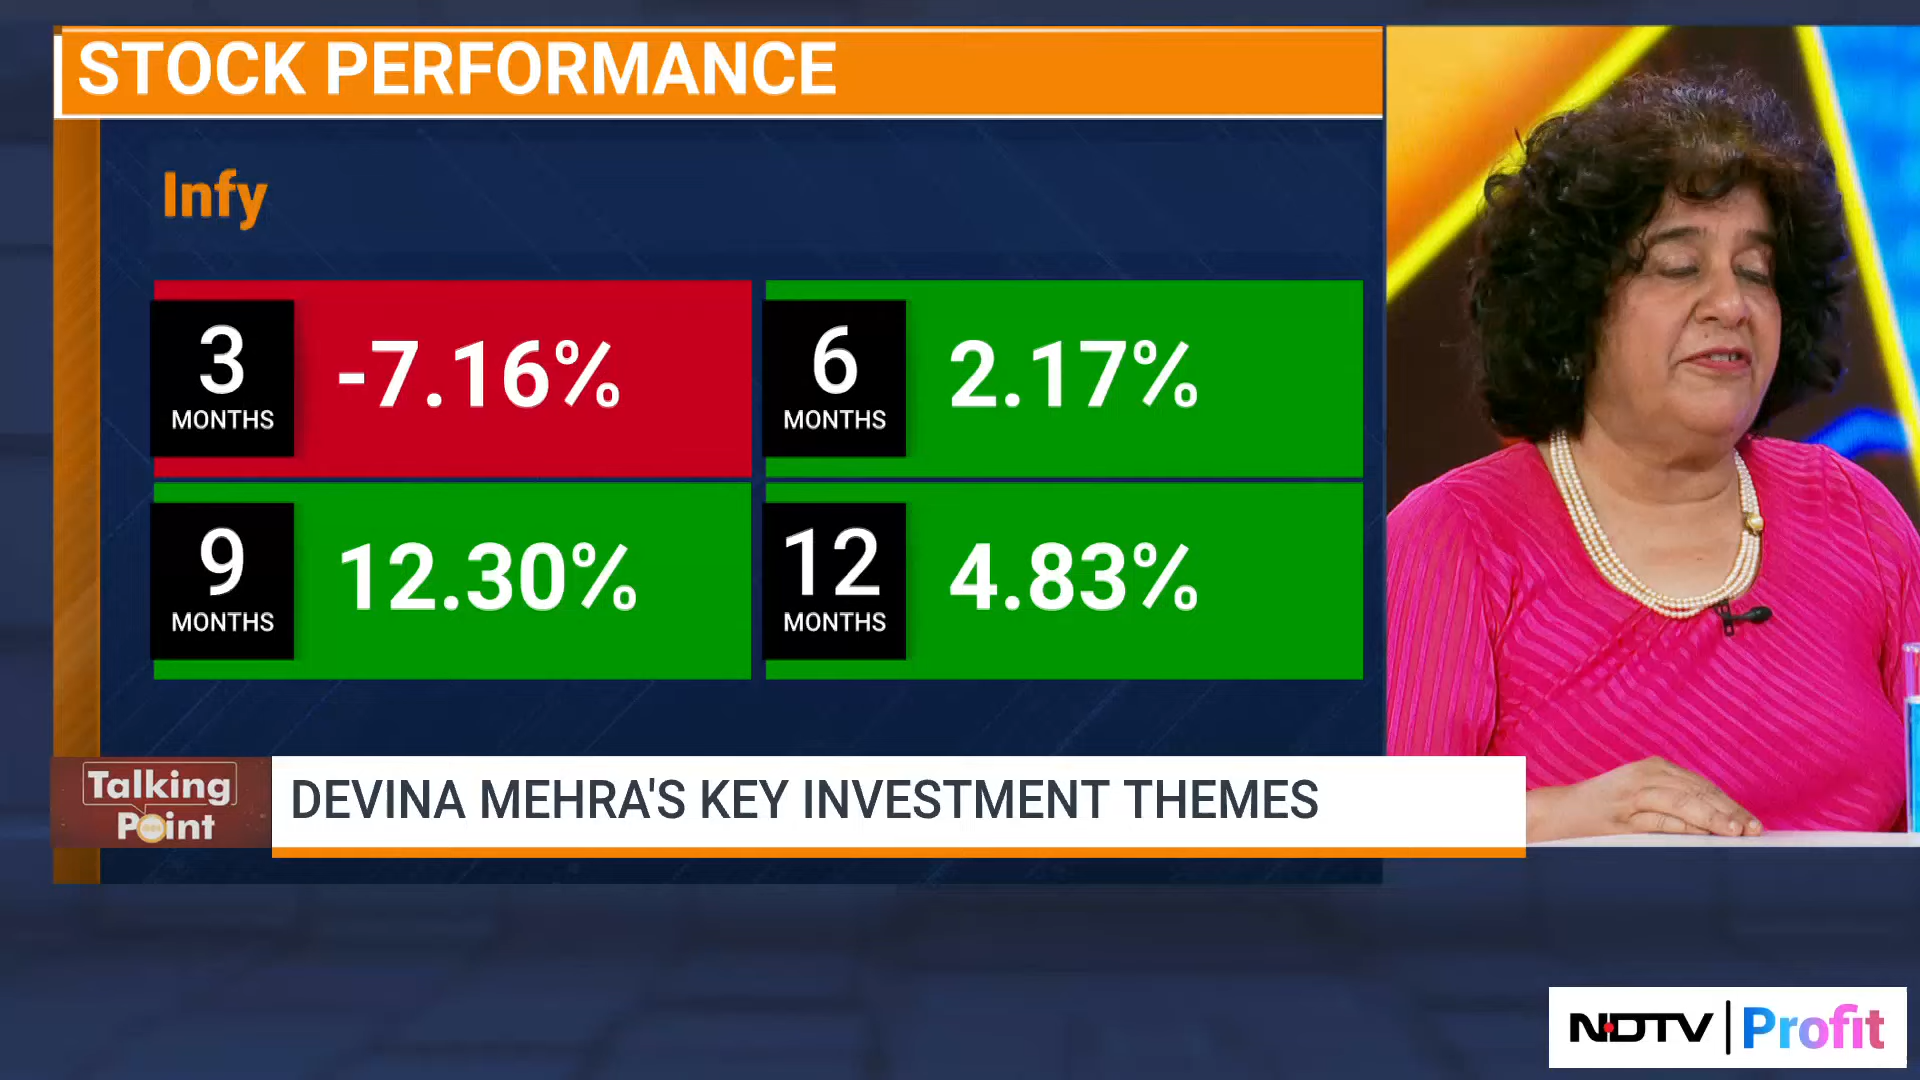 STOCK PERFORMANCE
Infy
3
MONTHS
-7.16%
6
MONTHS
2.17%
9
MONTHS
12.30%
12
MONTHS
4.83%
Talking
Point
DEVINA MEHRA'S KEY INVESTMENT THEMES
NDTV Profit